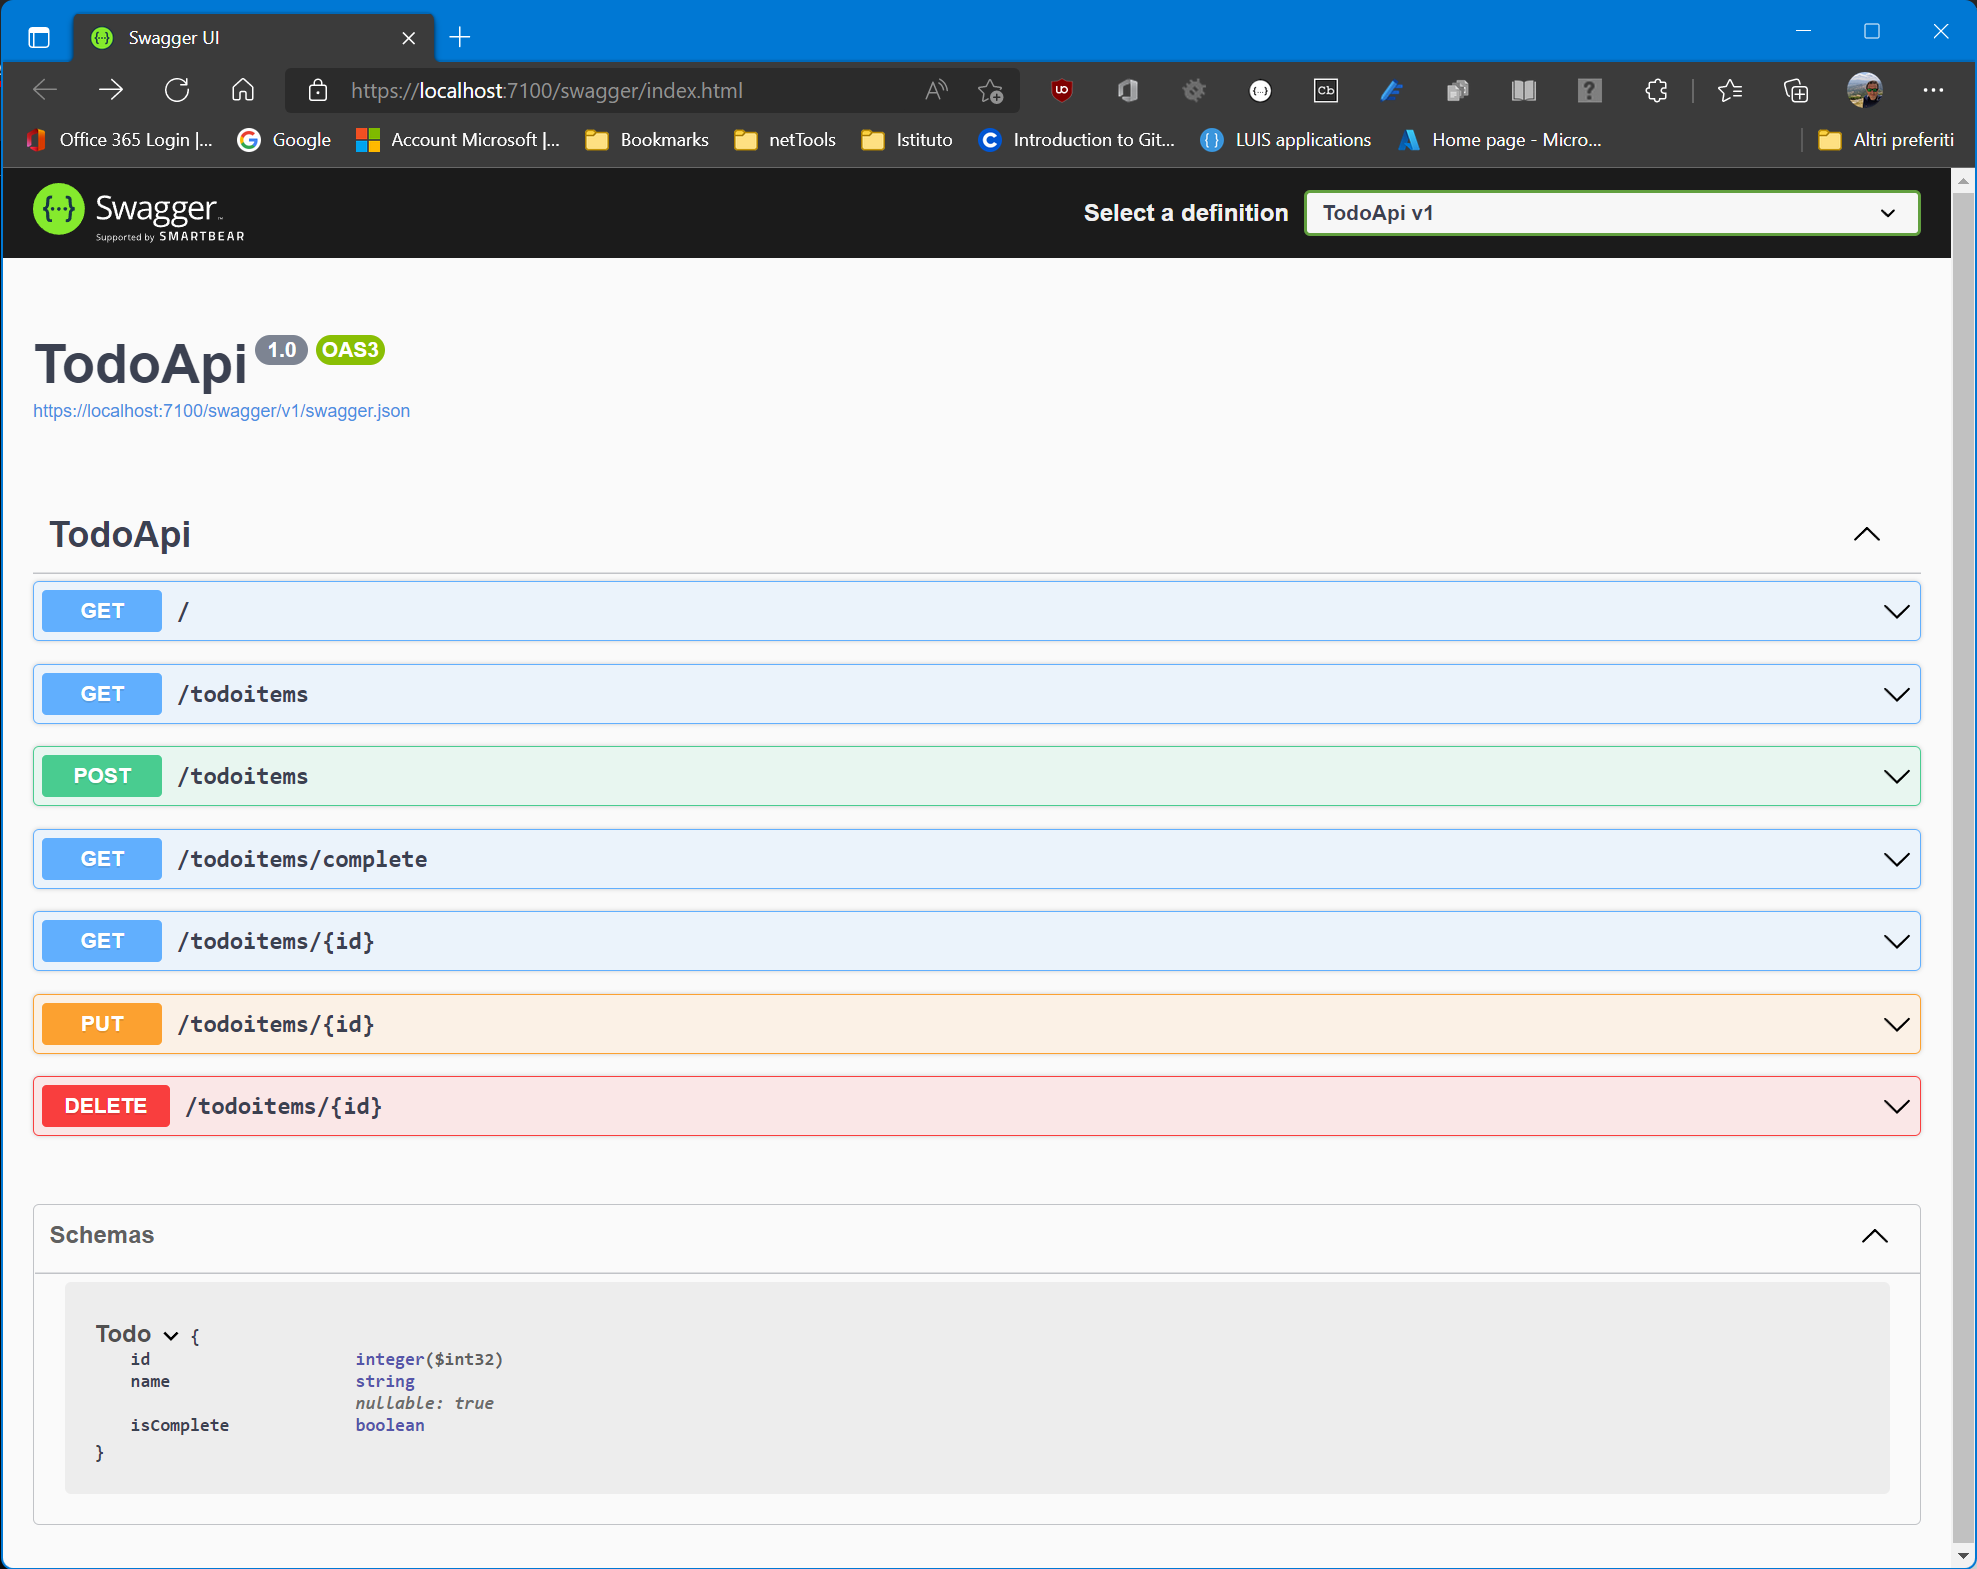 Swagger UI
https://localhost:7100/swagger/index.html
Office 365 Login |... Google Account Microsoft |... Bookmarks netTools Istituto Introduction to Git... LUIS applications Home page - Micro... Altri preferiti
Swagger
Supported by SMARTBEAR
Select a definition TodoApi v1
TodoApi 1.0 OAS3
https://localhost:7100/swagger/v1/swagger.json
TodoApi
GET /
GET /todoitems
POST /todoitems
GET /todoitems/complete
GET /todoitems/{id}
PUT /todoitems/{id}
DELETE /todoitems/{id}
Schemas
Todo {
id integer($int32)
name string
nullable: true
isComplete boolean
}